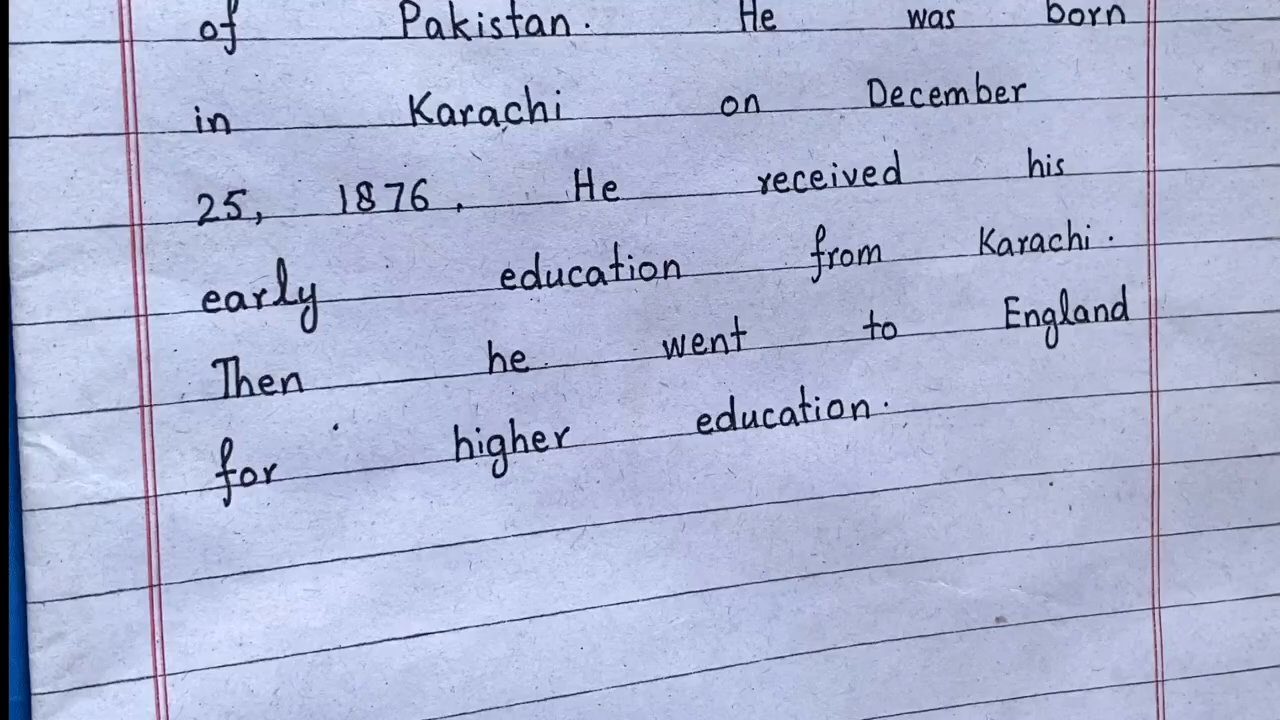 of Pakistan. He was born
in Karachi on December
25, 1876. He received his
early education from Karachi.
Then he went to England
for higher education.